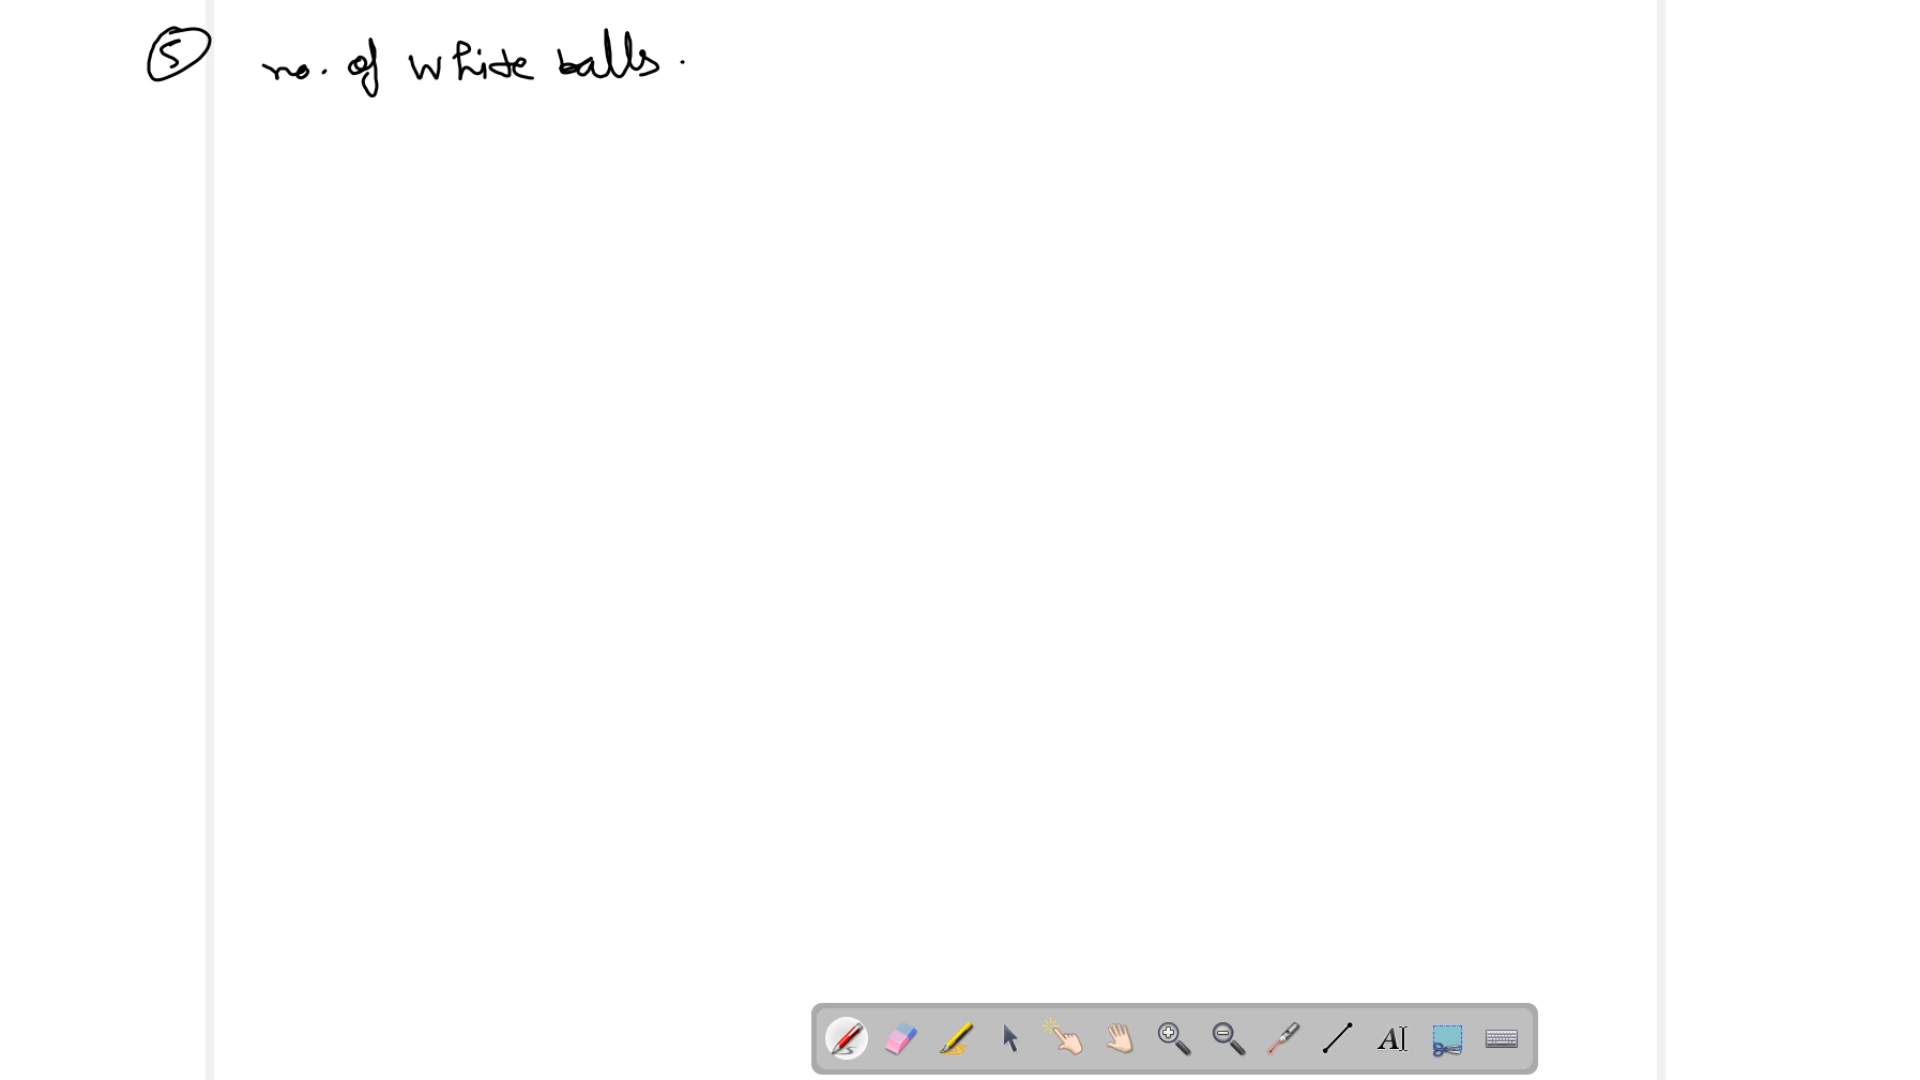 ⑤ no. of white balls.